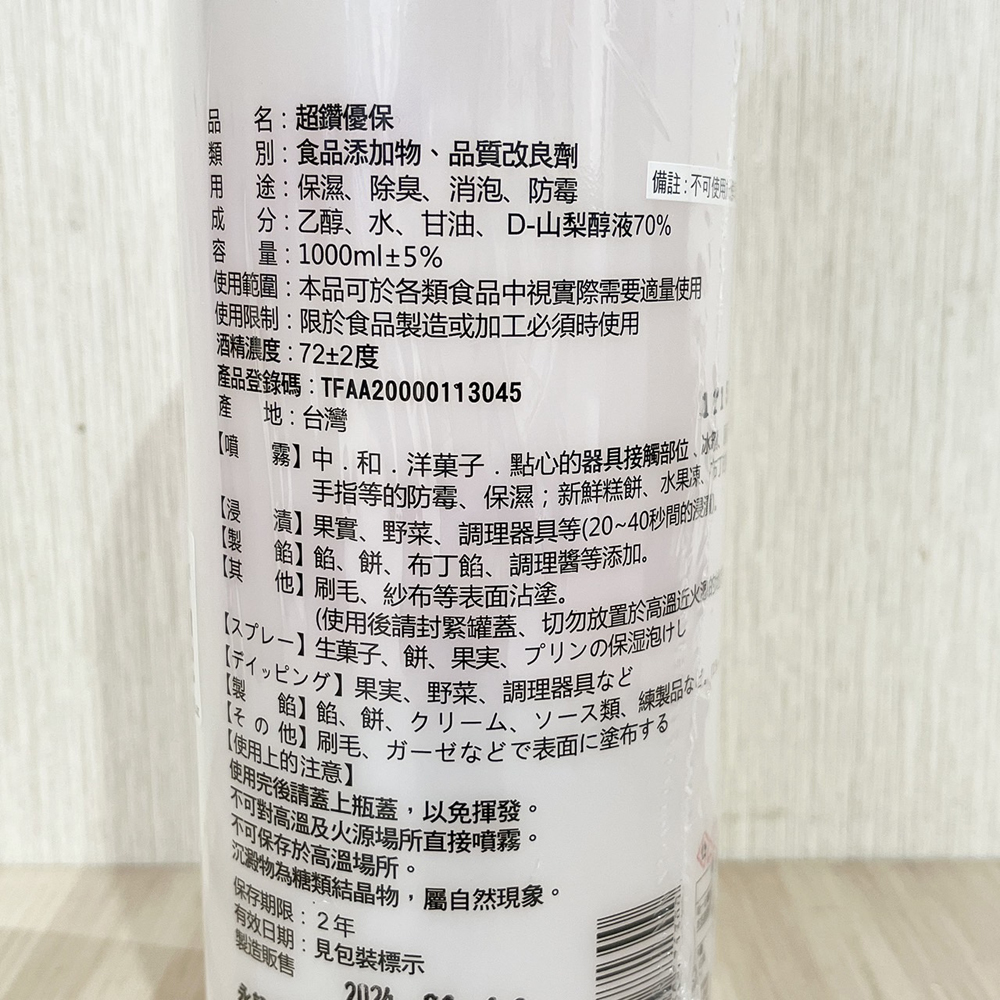 品名:超鑽優保
類別:食品添加物、品質改良劑
用途:保濕、除臭、消泡、防霉
備註:不可使用
成分:乙醇、水、甘油、D-山梨醇液70%
容量:1000ml±5%
使用範圍:本品可於各類食品中視實際需要適量使用
使用限制:限於食品製造或加工必須時使用
酒精濃度:72±2度
產品登錄碼:TFAA20000113045
產地:台灣
【噴霧】中.和.洋菓子.點心的器具接觸部位、
手指等的防霉、保濕;新鮮糕餅、水果凍、
【浸漬】果實、野菜、調理器具等(20~40秒間的浸漬)。
【製餡】餡、餅、布丁餡、調理醬等添加。
【其他】刷毛、紗布等表面沾塗。
(使用後請封緊罐蓋、切勿放置於高溫近火
【スプレー】生菓子、餅、果実、プリンの保湿泡けし
【ディッピング】果実、野菜、調理器具など
【製餡】餡、餅、クリーム、ソース類、練製品な
【その他】刷毛、ガーゼなどで表面に塗布する
【使用上的注意】
使用完後請蓋上瓶蓋，以免揮發。
不可對高溫及火源場所直接噴霧。
不可保存於高溫場所。
沉澱物為糖類結晶物，屬自然現象。
保存期限:2年
有效日期:見包裝標示
製造販售
2024